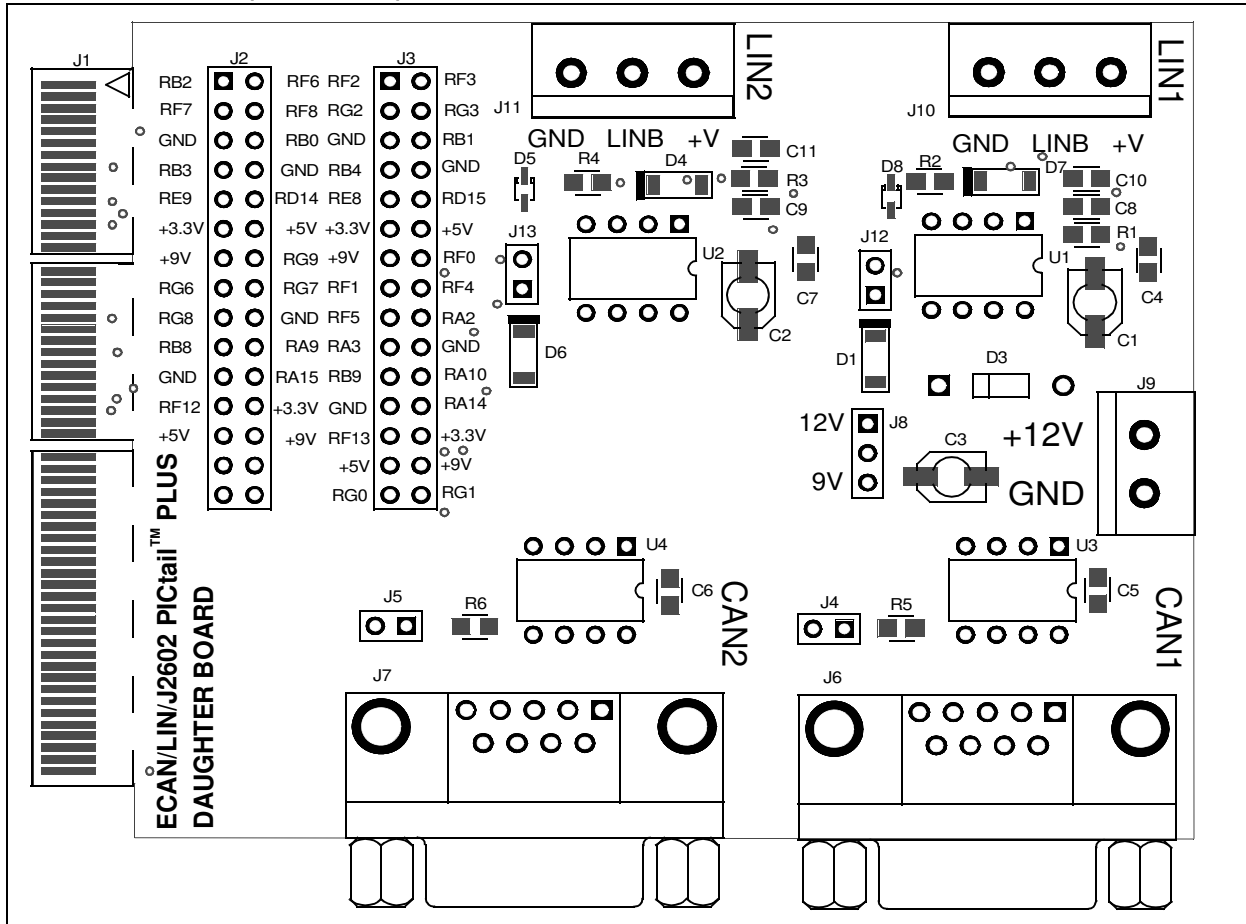 J1
J2
J3
RB2 RF6 RF2 RF3
RF7 RF8 RG2 RG3
GND RB0 GND RB1
RB3 GND RB4 GND
RE9 RD14 RE8 RD15
+3.3V +5V +3.3V +5V
+9V RG9 +9V RF0
RG6 RG7 RF1 RF4
RG8 GND RF5 RA2
RB8 RA9 RA3 GND
GND RA15 RB9 RA10
RF12 +3.3V GND RA14
+5V +9V RF13 +3.3V
+5V +9V
RG0 RG1
LIN2
J11
GND LINB +V
D5
R4
D4
C11
R3
C9
J13
U2
C7
C2
D6
LIN1
J10
GND LINB +V
D8
R2
D7
C10
C8
R1
J12
U1
C4
C1
D1
D3
J9
12V
J8
9V
C3
+12V
GND
ECAN/LIN/J2602 PICtail™ PLUS
DAUGHTER BOARD
U4
C6
J5
R6
CAN2
J7
U3
C5
J4
R5
CAN1
J6